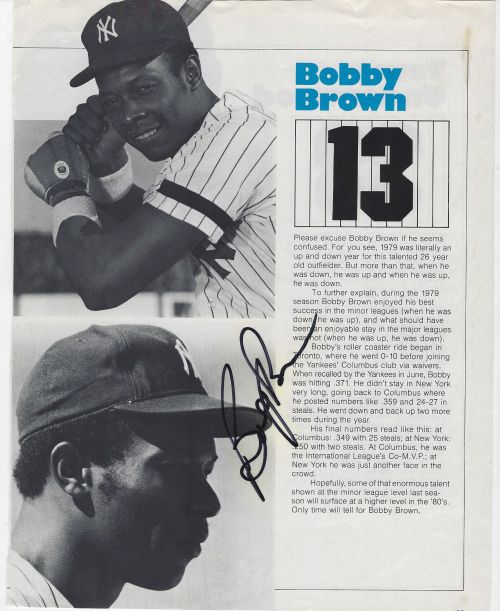 Bobby
Brown
13
Please excuse Bobby Brown if he seems
confused. For you see, 1979 was literally an
up and down year for this talented 26 year
old outfielder. But more than that, when he
was down, he was up and when he was up,
he was down.
To further explain, during the 1979
season Bobby Brown enjoyed his best
success in the minor leagues (when he was
down he was up), and what should have
been an enjoyable stay in the major leagues
was not (when he was up, he was down).
Bobby's roller coaster ride began in
Toronto, where he went 0-10 before joining
the Yankees' Columbus club via waivers.
When recalled by the Yankees in June, Bobby
was hitting .371. He didn't stay in New York
very long, going back to Columbus where
he posted numbers like .359 and 24-27 in
steals. He went down and back up two more
times during the year.
His final numbers read like this: at
Columbus: .349 with 25 steals; at New York:
.250 with two steals. At Columbus, he was
the International League's Co-M.V.P.; at
New York he was just another face in the
crowd.
Hopefully, some of that enormous talent
shown at the minor league level last sea-
son will surface at a higher level in the '80's.
Only time will tell for Bobby Brown.
NY